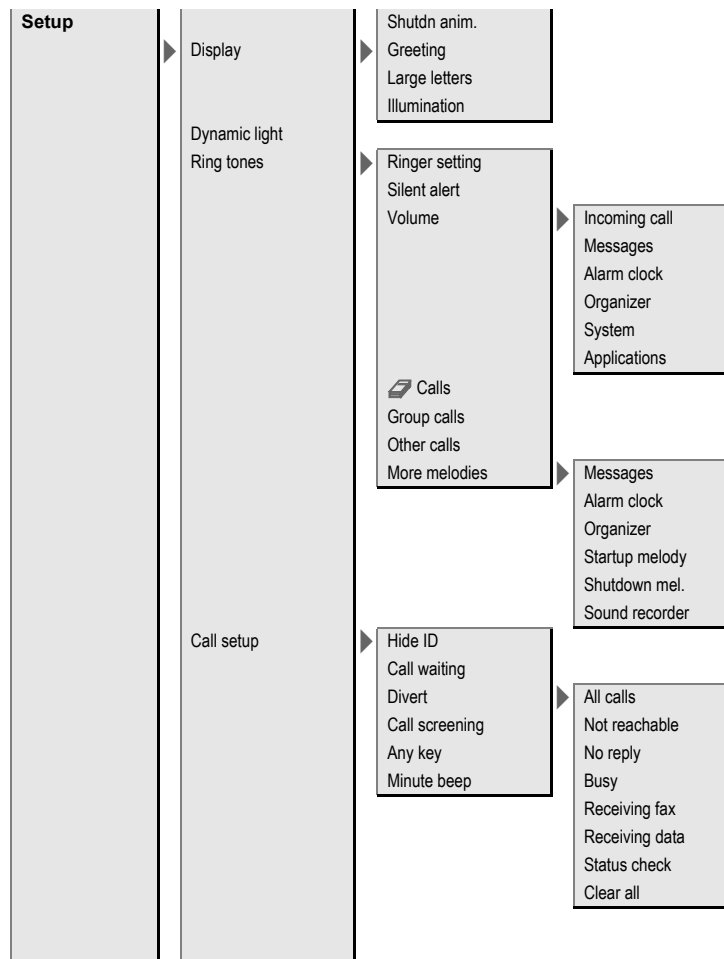 Setup
Shutdn anim.
Display
Greeting
Large letters
Illumination
Dynamic light
Ring tones
Ringer setting
Silent alert
Volume
Incoming call
Messages
Alarm clock
Organizer
System
Applications
Calls
Group calls
Other calls
More melodies
Messages
Alarm clock
Organizer
Startup melody
Shutdown mel.
Sound recorder
Call setup
Hide ID
Call waiting
Divert
All calls
Call screening
Not reachable
Any key
No reply
Minute beep
Busy
Receiving fax
Receiving data
Status check
Clear all